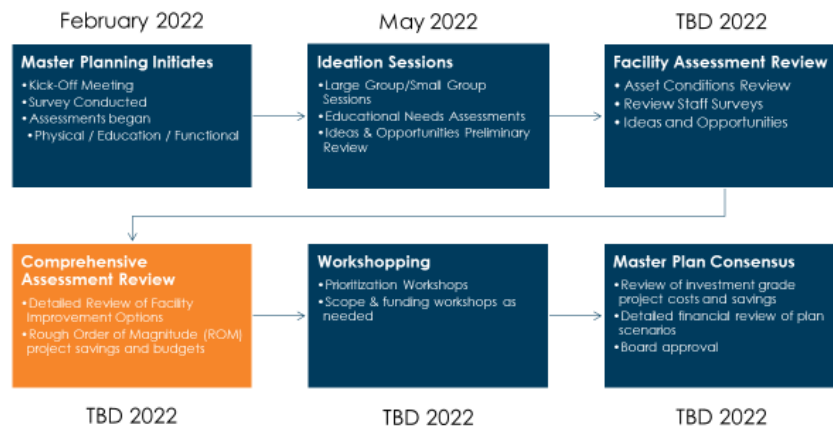 February 2022
May 2022
TBD 2022
Master Planning Initiates
•Kick-Off Meeting
•Survey Conducted
•Assessments began
•Physical / Education / Functional
Ideation Sessions
•Large Group/Small Group
Sessions
•Educational Needs Assessments
•Ideas & Opportunities Preliminary
Review
Facility Assessment Review
• Asset Conditions Review
• Review Staff Surveys
• Ideas and Opportunities
Comprehensive
Assessment Review
•Detailed Review of Facility
Improvement Options
•Rough Order of Magnitude (ROM)
project savings and budgets
Workshopping
•Prioritization Workshops
•Scope & funding workshops as
needed
Master Plan Consensus
•Review of investment grade
project costs and savings
•Detailed financial review of plan
scenarios
•Board approval
TBD 2022
TBD 2022
TBD 2022